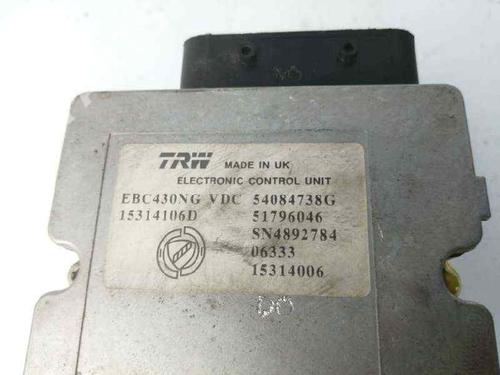 TRW MADE IN UK
ELECTRONIC CONTROL UNIT
EBC430NG VDC 54084738G
15314106D 51796046
SN4892784
06333
15314006